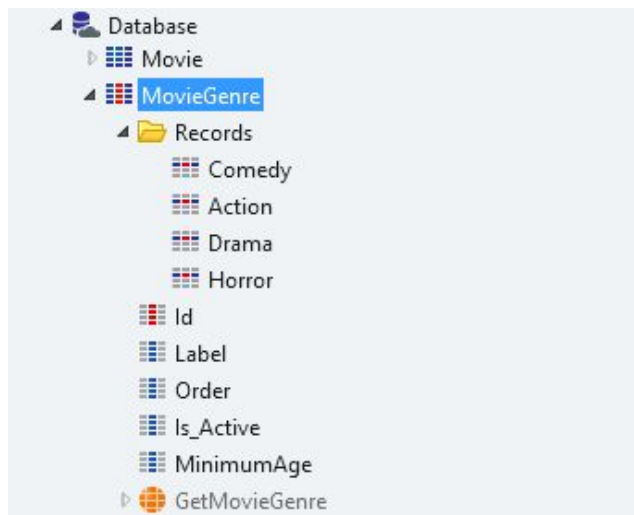 Database
Movie
MovieGenre
Records
Comedy
Action
Drama
Horror
Id
Label
Order
Is_Active
MinimumAge
GetMovieGenre